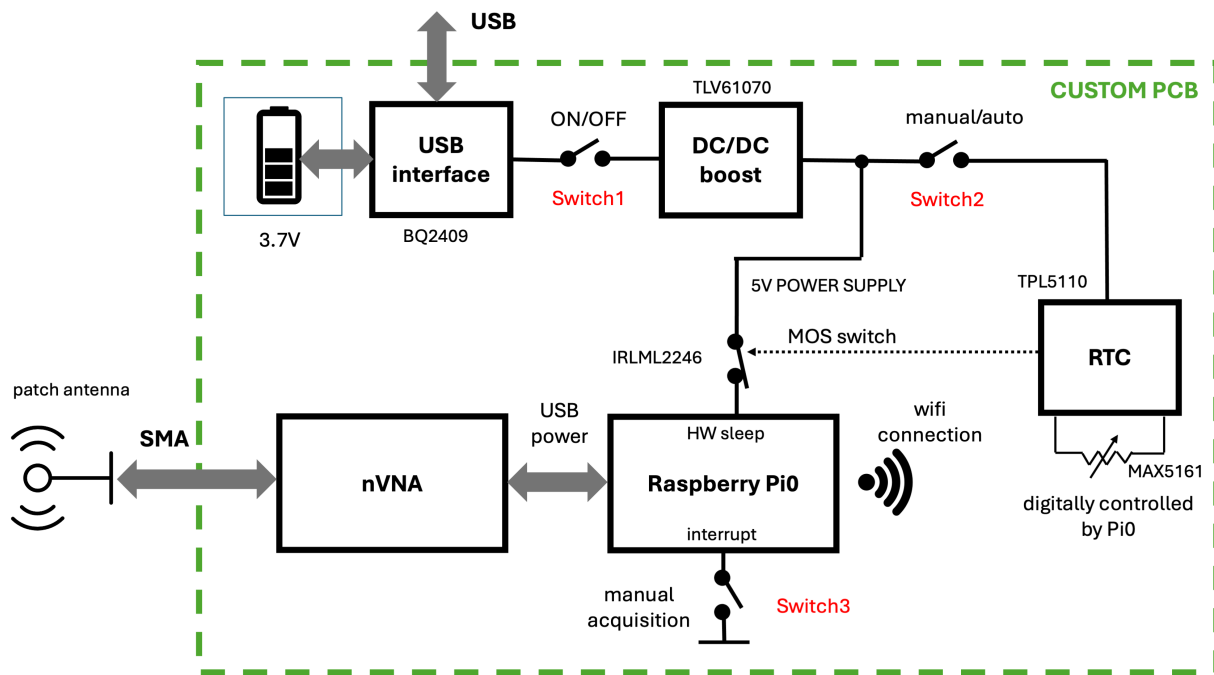 USB
CUSTOM PCB
TLV61070
ON/OFF
manual/auto
USB
interface
DC/DC
boost
Switch1
Switch2
3.7V
BQ2409
5V POWER SUPPLY
TPL5110
MOS switch
IRLML2246
RTC
patch antenna
SMA
USB
power
wifi
connection
HW sleep
nVNA
Raspberry Pi0
MAX5161
digitally controlled
by Pi0
interrupt
manual
acquisition
Switch3